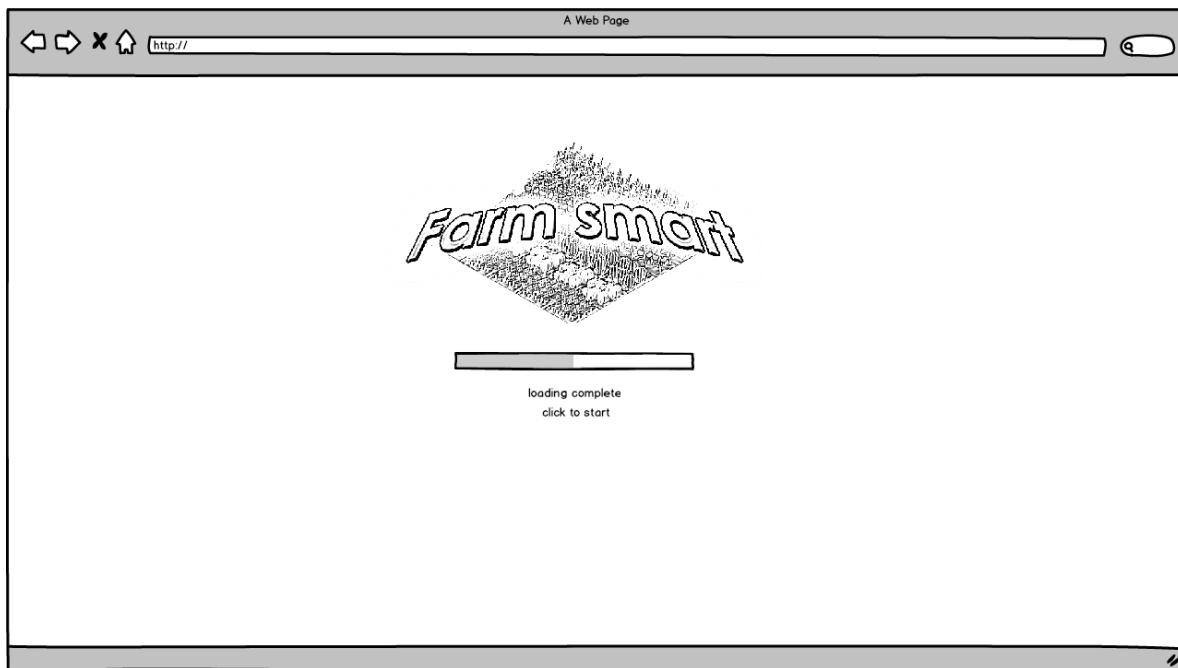 A Web Page
http://
Farm smart
loading complete
click to start